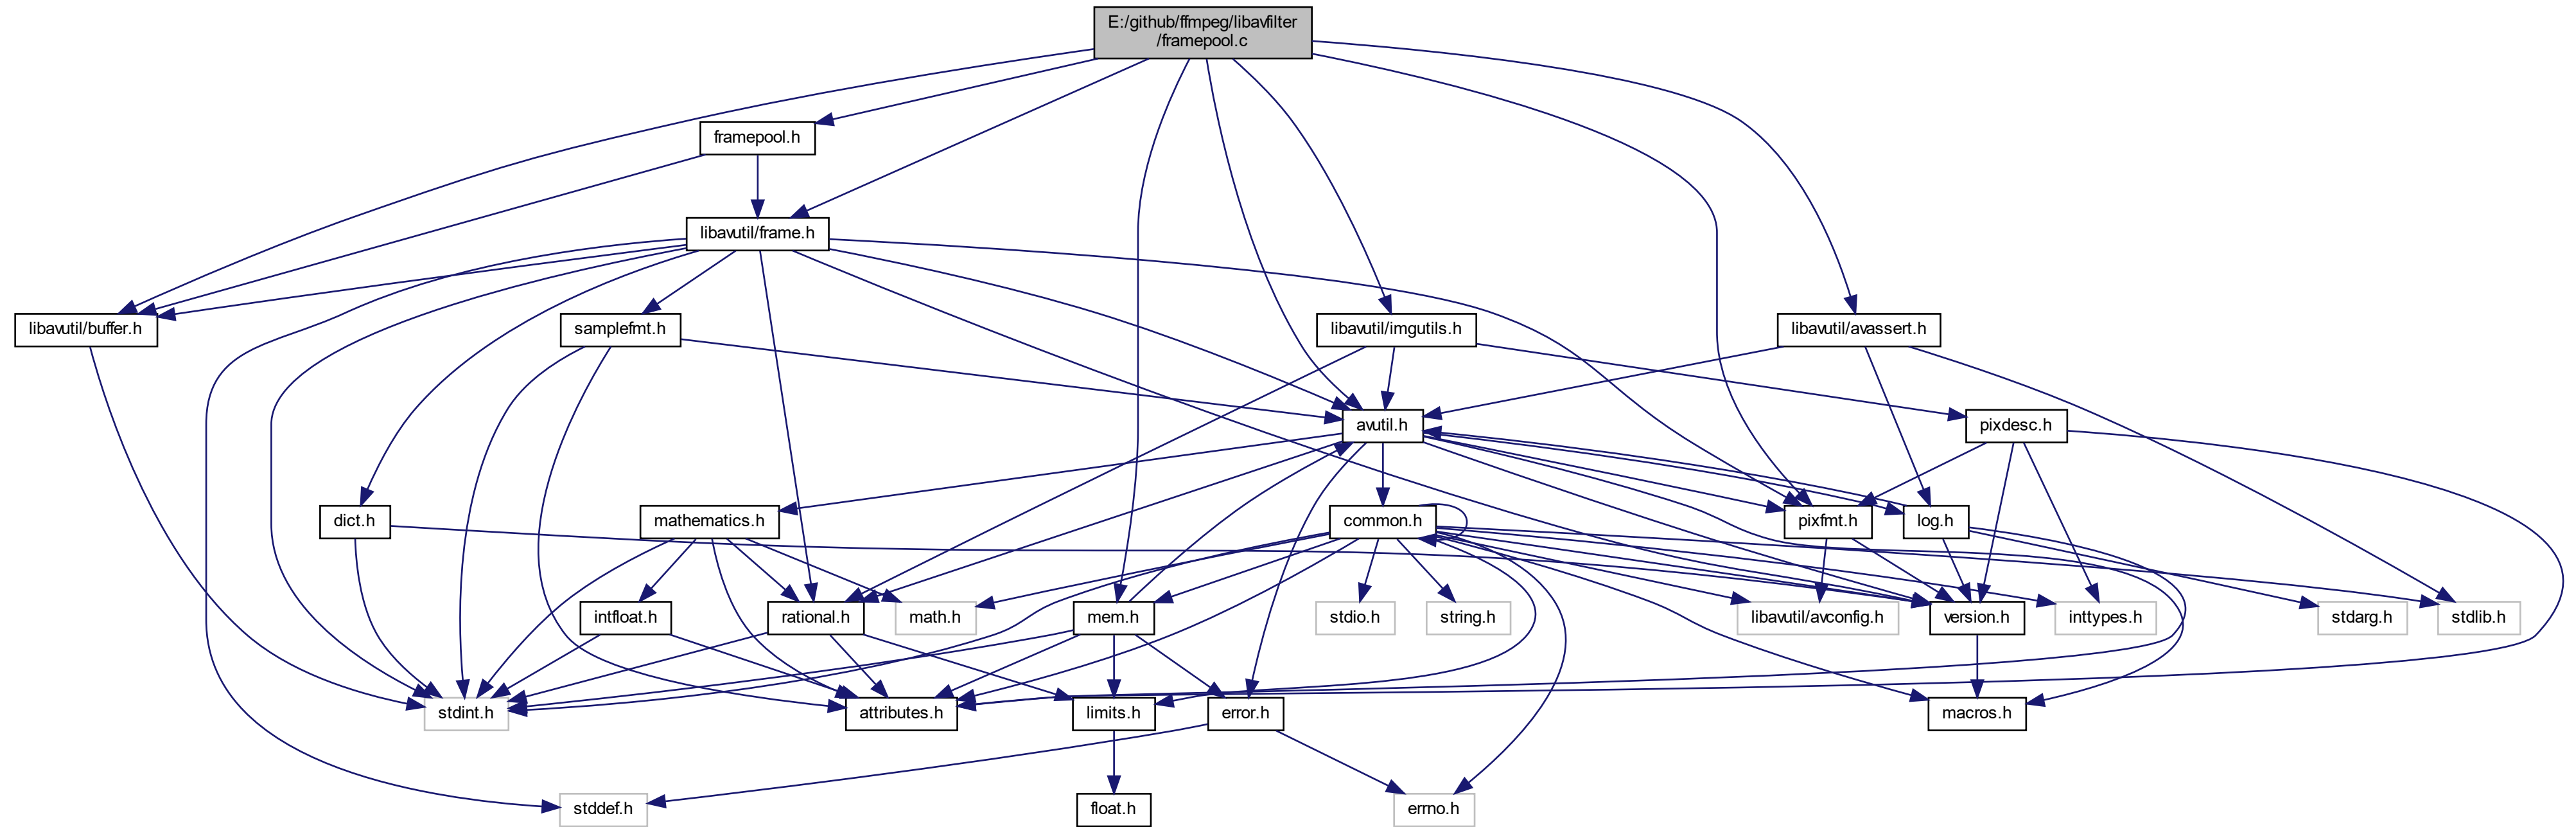 E:/github/ffmpeg/libavfilter
/framepool.c
framepool.h
libavutil/frame.h
libavutil/buffer.h
samplefmt.h
libavutil/imgutils.h
libavutil/avassert.h
avutil.h
pixdesc.h
dict.h
mathematics.h
common.h
pixfmt.h
log.h
intfloat.h
rational.h
math.h
mem.h
stdio.h
string.h
libavutil/avconfig.h
version.h
inttypes.h
stdarg.h
stdlib.h
stdint.h
attributes.h
limits.h
error.h
macros.h
stddef.h
float.h
errno.h